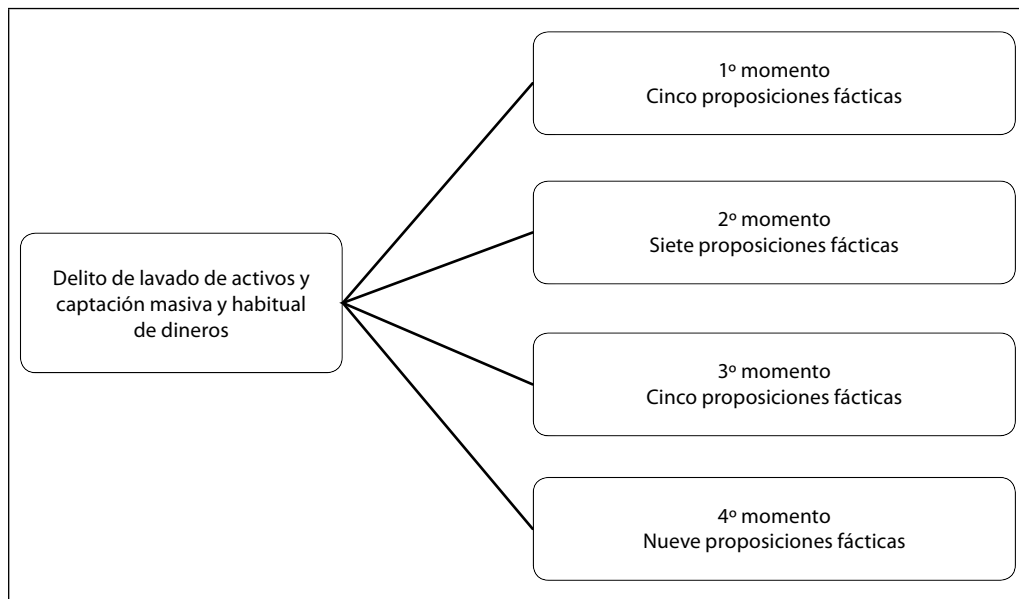 Delito de lavado de activos y
captación masiva y habitual
de dineros
1º momento
Cinco proposiciones fácticas
2º momento
Siete proposiciones fácticas
3º momento
Cinco proposiciones fácticas
4º momento
Nueve proposiciones fácticas